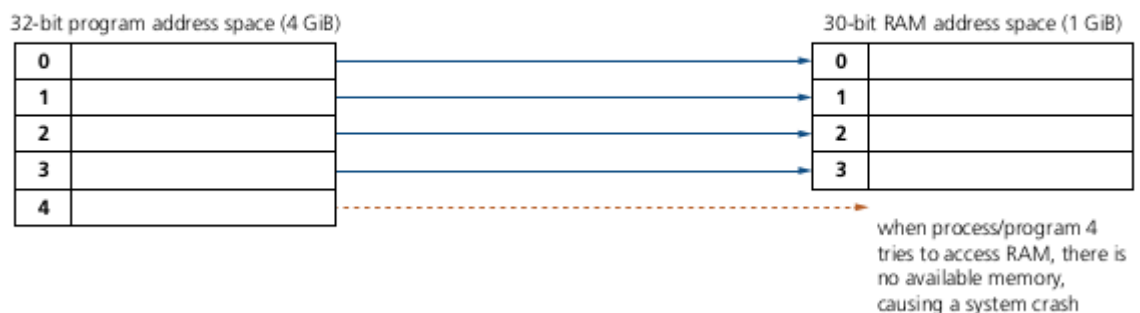 32-bit program address space (4 GiB)
30-bit RAM address space (1 GiB)
0
0
1
1
2
2
3
3
4
when process/program 4
tries to access RAM, there is
no available memory,
causing a system crash